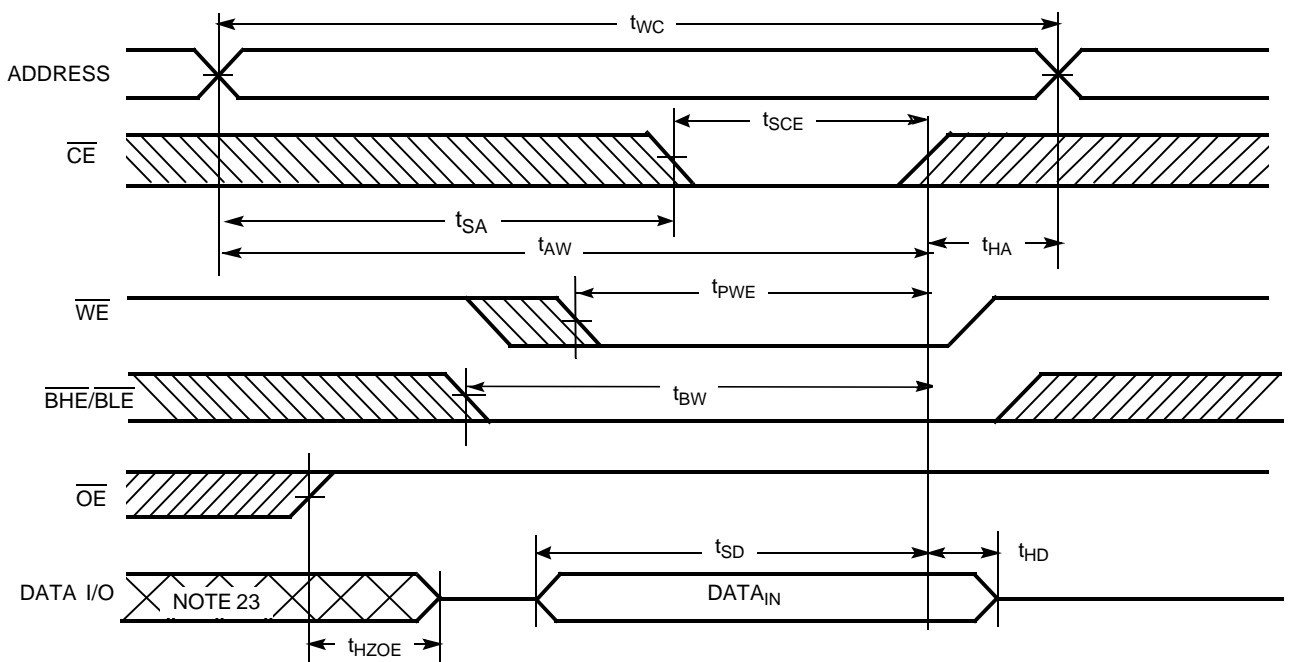 tWC
ADDRESS
tSCE
CE
tSA
tAW
tHA
tPWE
WE
BHE/BLE
tBW
OE
tSD
tHD
DATA I/O
NOTE 23
DATAIN
tHZOE